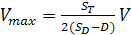 V_max = S_T / 2(S_D−D) V